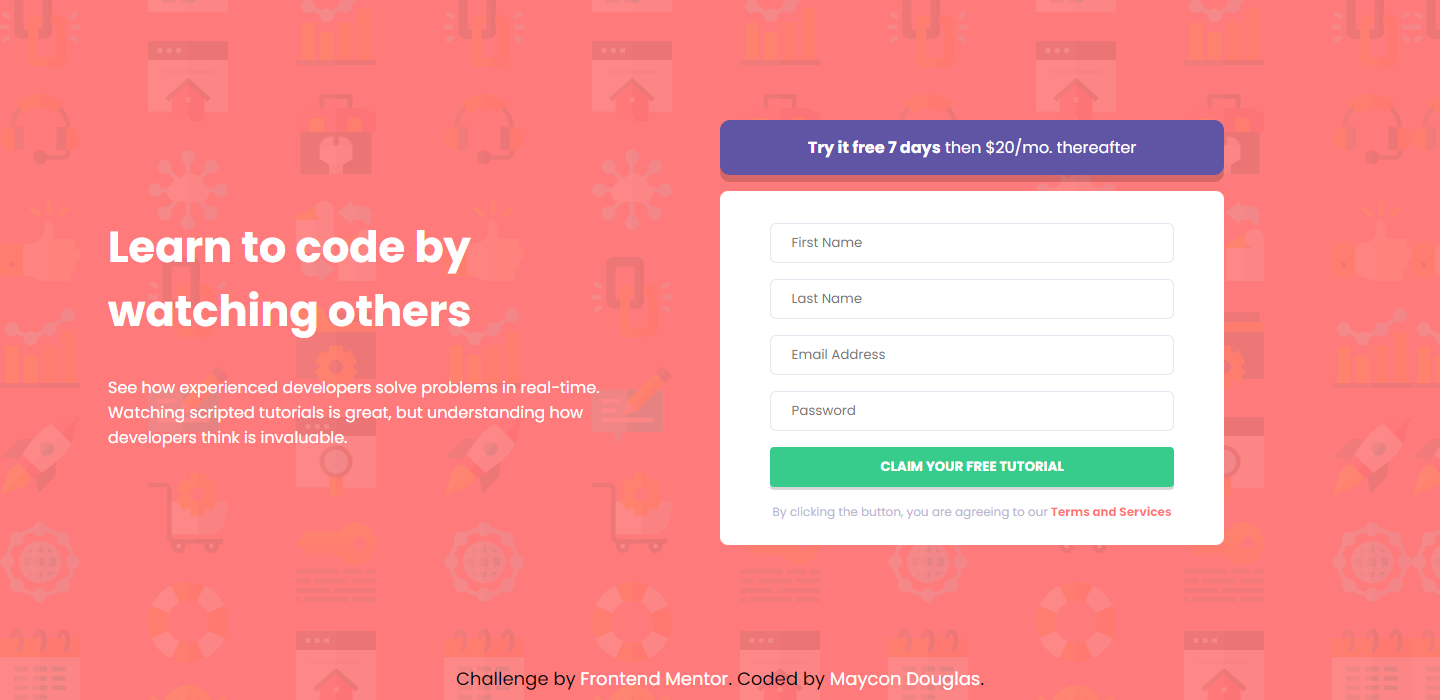 Learn to code by
watching others
See how experienced developers solve problems in real-time.
Watching scripted tutorials is great, but understanding how
developers think is invaluable.
Try it free 7 days then $20/mo. thereafter
First Name
Last Name
Email Address
Password
CLAIM YOUR FREE TUTORIAL
By clicking the button, you are agreeing to our Terms and Services
Challenge by Frontend Mentor. Coded by Maycon Douglas.